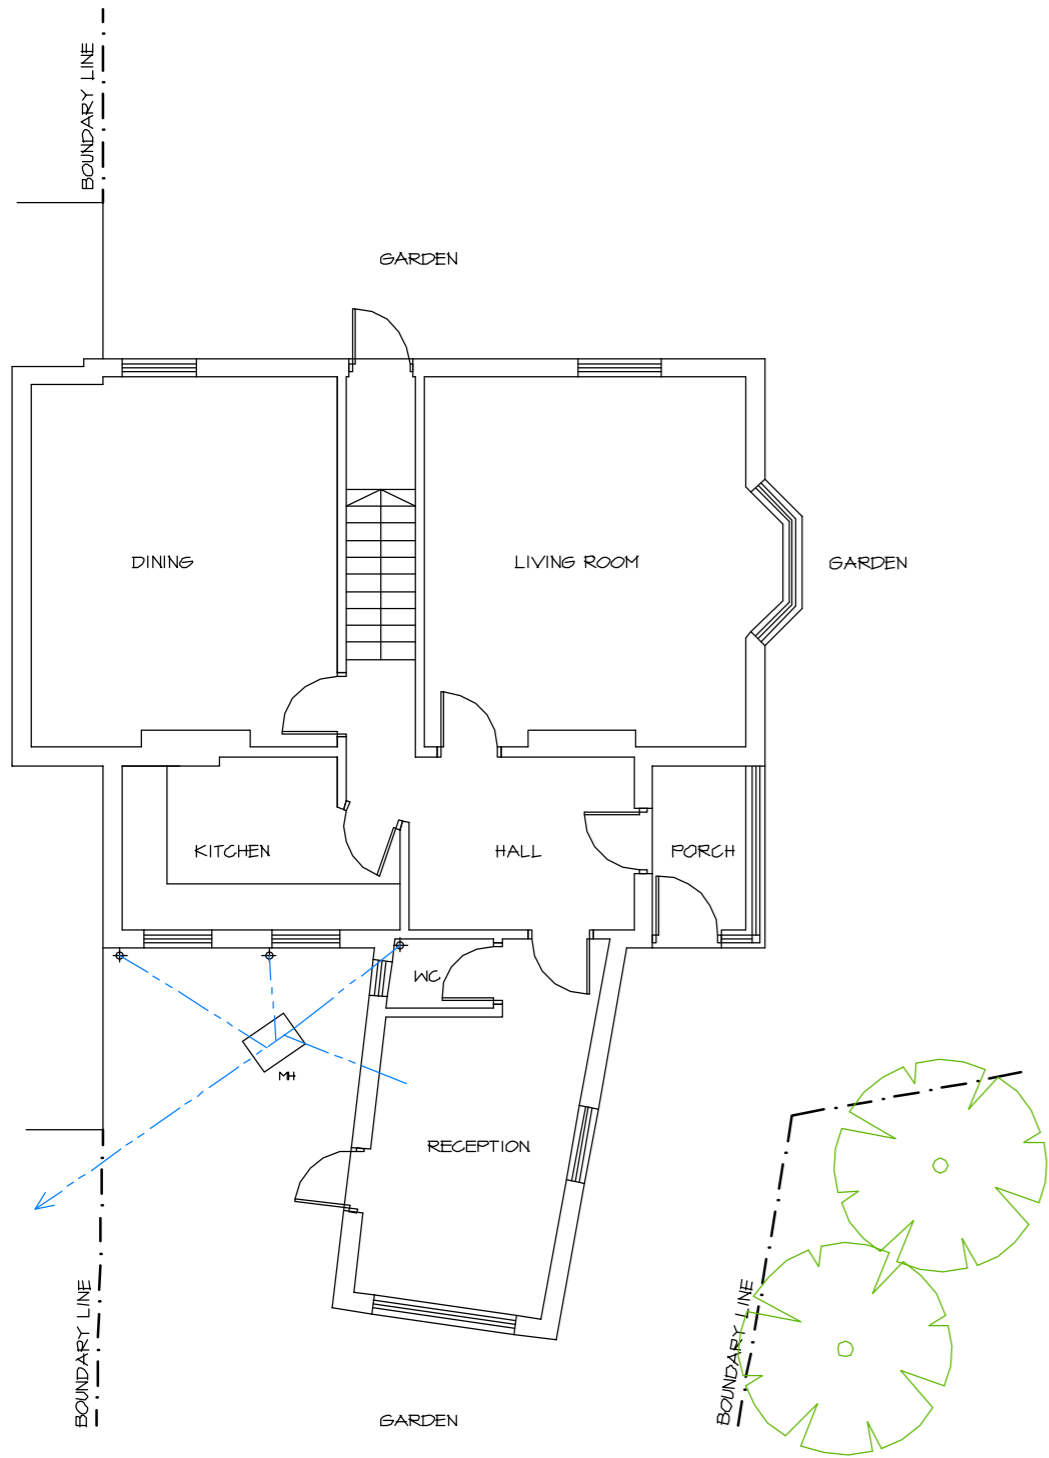 BOUNDARY LINE
GARDEN
DINING
LIVING ROOM
GARDEN
KITCHEN
HALL
PORCH
WC
MH
RECEPTION
BOUNDARY LINE
BOUNDARY LINE
GARDEN